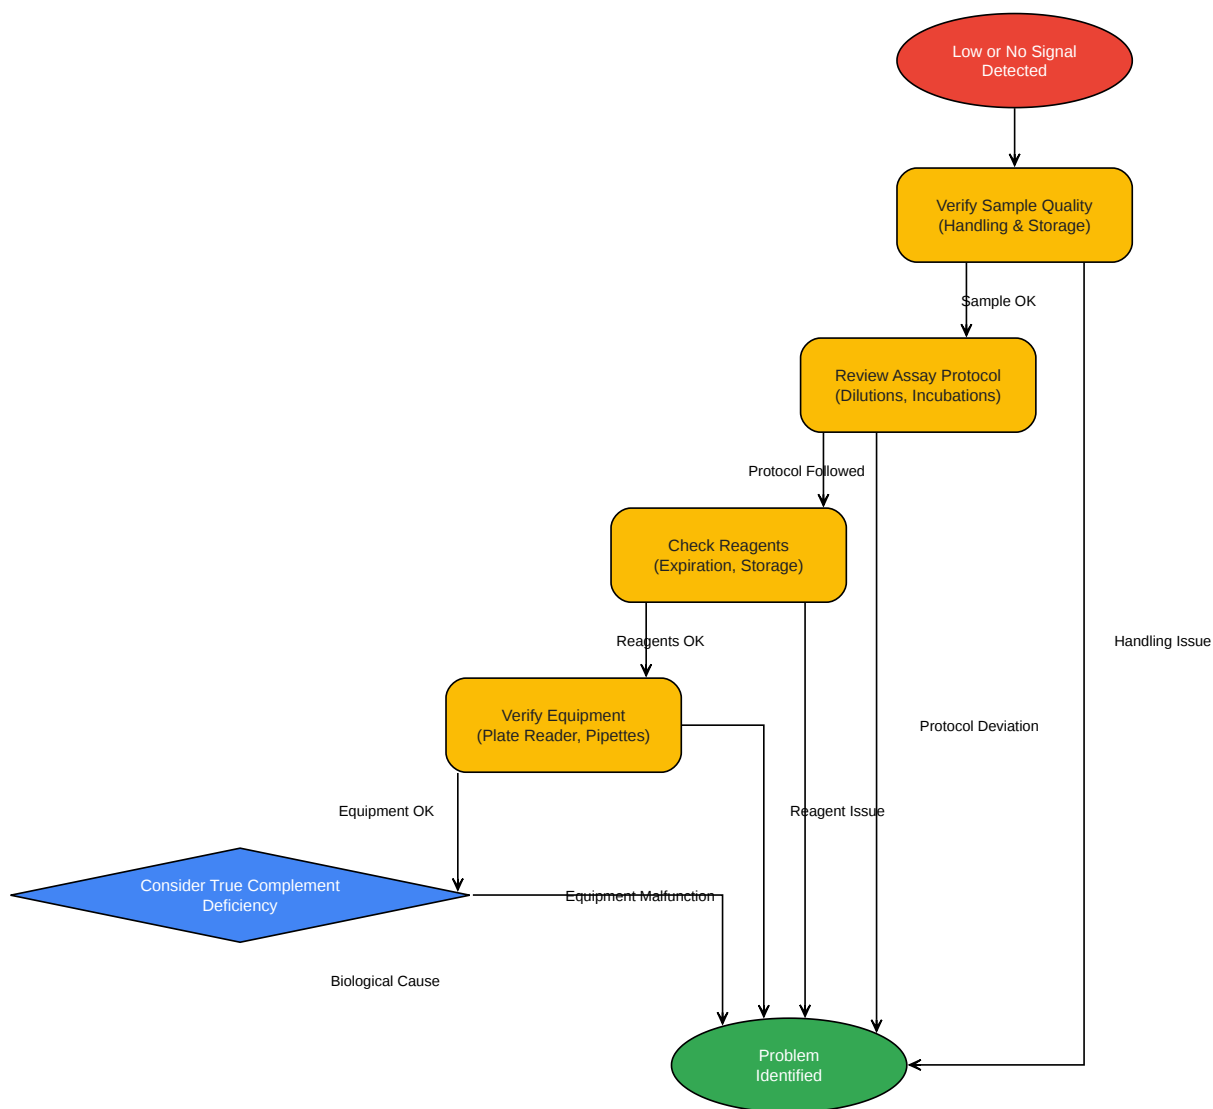 Low or No Signal
Detected
Verify Sample Quality
(Handling & Storage)
Sample OK
Review Assay Protocol
(Dilutions, Incubations)
Protocol Followed
Check Reagents
(Expiration, Storage)
Reagents OK
Handling Issue
Verify Equipment
(Plate Reader, Pipettes)
Protocol Deviation
Equipment OK
Reagent Issue
Consider True Complement
Deficiency
Equipment Malfunction
Biological Cause
Problem
Identified